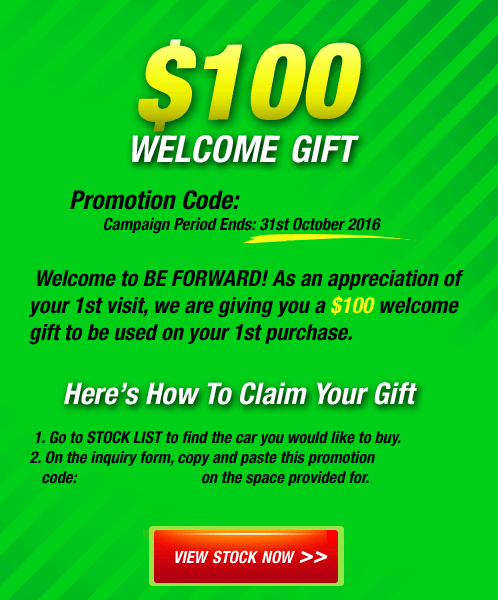 $100
WELCOME GIFT
Promotion Code:
Campaign Period Ends: 31st October 2016
Welcome to BE FORWARD! As an appreciation of
your 1st visit, we are giving you a $100 welcome
gift to be used on your 1st purchase.
Here's How To Claim Your Gift
1. Go to STOCK LIST to find the car you would like to buy.
2. On the inquiry form, copy and paste this promotion
code: on the space provided for.
VIEW STOCK NOW >>